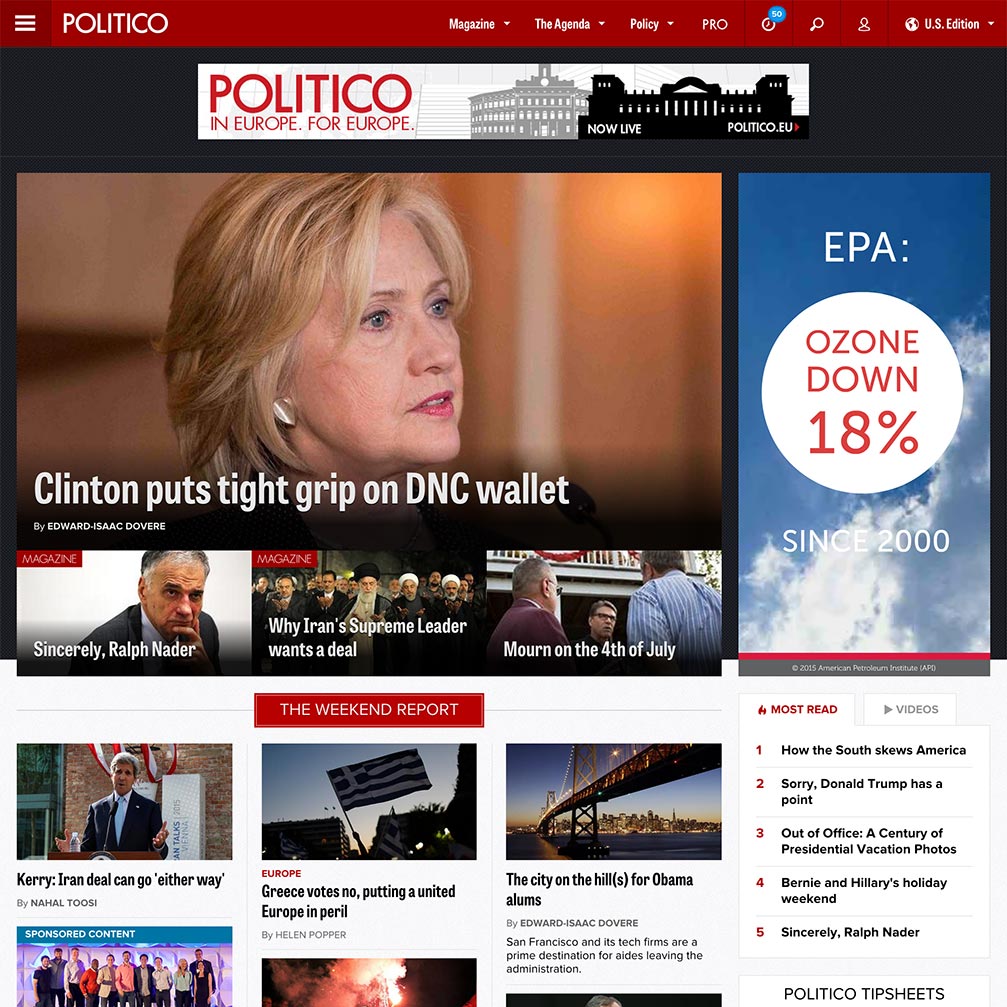 POLITICO
Magazine
The Agenda
Policy
PRO
50
U.S. Edition
POLITICO
IN EUROPE. FOR EUROPE.
NOW LIVE
POLITICO.EU
Clinton puts tight grip on DNC wallet
By EDWARD-ISAAC DOVERE
MAGAZINE
Sincerely, Ralph Nader
MAGAZINE
Why Iran's Supreme Leader
wants a deal
Mourn on the 4th of July
EPA:
OZONE
DOWN
18%
SINCE 2000
© 2015 American Petroleum Institute (API)
THE WEEKEND REPORT
2015
AN TALKS
VIENNA
Kerry: Iran deal can go 'either way'
By NAHAL TOOSI
SPONSORED CONTENT
EUROPE
Greece votes no, putting a united
Europe in peril
By HELEN POPPER
The city on the hill(s) for Obama
alums
By EDWARD-ISAAC DOVERE
San Francisco and its tech firms are a
prime destination for aides leaving the
administration.
MOST READ
VIDEOS
1 How the South skews America
2 Sorry, Donald Trump has a
point
3 Out of Office: A Century of
Presidential Vacation Photos
4 Bernie and Hillary's holiday
weekend
5 Sincerely, Ralph Nader
POLITICO TIPSHEETS